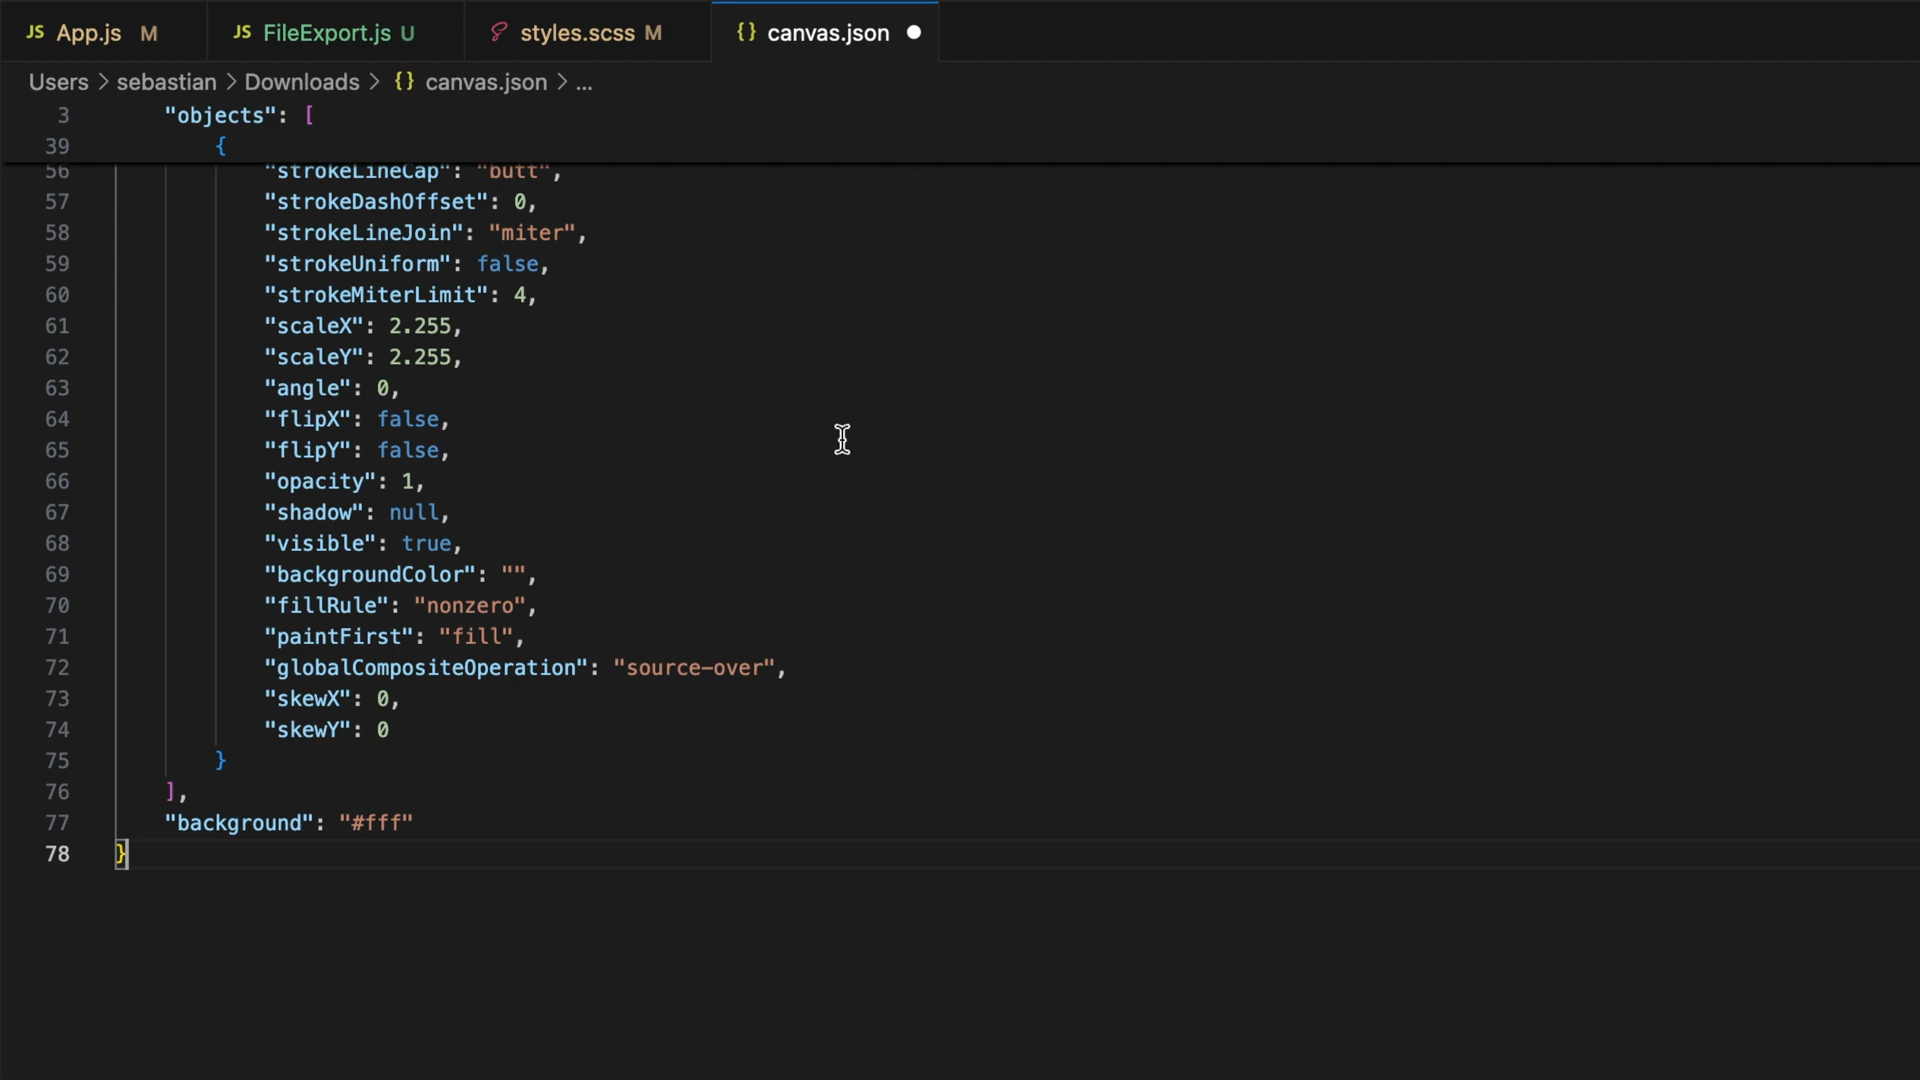 JS App.js M JS FileExport.js U styles.scss M {} canvas.json
Users > sebastian > Downloads > {} canvas.json > ...
3 "objects": [
39 {
56 "strokeLineCap": "butt",
57 "strokeDashOffset": 0,
58 "strokeLineJoin": "miter",
59 "strokeUniform": false,
60 "strokeMiterLimit": 4,
61 "scaleX": 2.255,
62 "scaleY": 2.255,
63 "angle": 0,
64 "flipX": false,
65 "flipY": false,
66 "opacity": 1,
67 "shadow": null,
68 "visible": true,
69 "backgroundColor": "",
70 "fillRule": "nonzero",
71 "paintFirst": "fill",
72 "globalCompositeOperation": "source-over",
73 "skewX": 0,
74 "skewY": 0
75 }
76 ],
77 "background": "#fff"
78 }